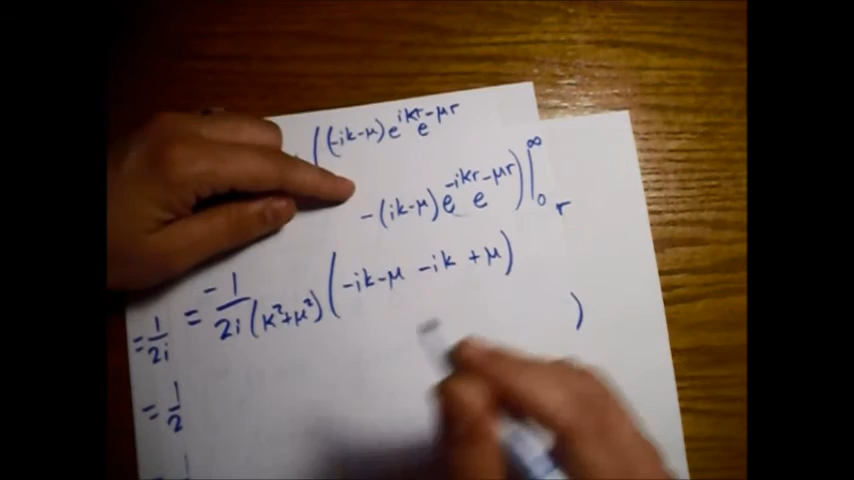 ((-ik-μ)e^{ikr}e^{-μr}
-(ik-μ)e^{-ikr}e^{-μr})|_0^∞ r
= -1/2i(k²+μ²) (-ik-μ -ik+μ)
= 1/2i )
= 1/2